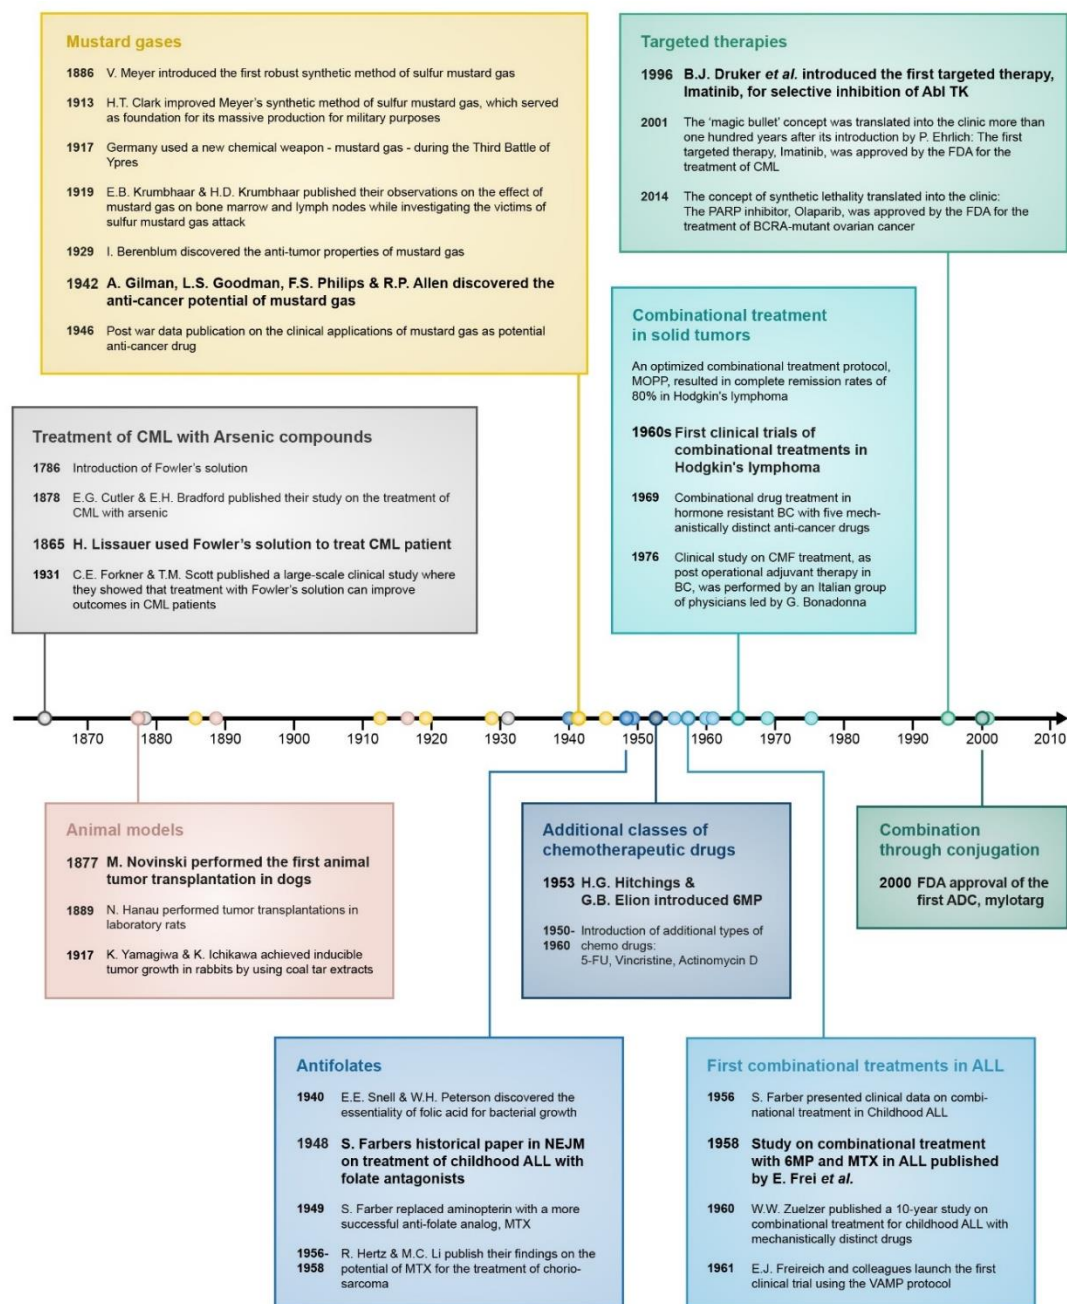 Mustard gases
1886 V. Meyer introduced the first robust synthetic method of sulfur mustard gas
1913 H.T. Clark improved Meyer's synthetic method of sulfur mustard gas, which served
as foundation for its massive production for military purposes
1917 Germany used a new chemical weapon - mustard gas - during the Third Battle of
Ypres
1919 E.B. Krumbhaar & H.D. Krumbhaar published their observations on the effect of
mustard gas on bone marrow and lymph nodes while investigating the victims of
sulfur mustard gas attack
1929 I. Berenblum discovered the anti-tumor properties of mustard gas
1942 A. Gilman, L.S. Goodman, F.S. Philips & R.P. Allen discovered the
anti-cancer potential of mustard gas
1946 Post war data publication on the clinical applications of mustard gas as potential
anti-cancer drug
Targeted therapies
1996 B.J. Druker et al. introduced the first targeted therapy,
Imatinib, for selective inhibition of Abl TK
2001 The 'magic bullet' concept was translated into the clinic more than
one hundred years after its introduction by P. Ehrlich: The first
targeted therapy, Imatinib, was approved by the FDA for the
treatment of CML
2014 The concept of synthetic lethality translated into the clinic:
The PARP inhibitor, Olaparib, was approved by the FDA for the
treatment of BCRA-mutant ovarian cancer
Combinational treatment
in solid tumors
An optimized combinational treatment protocol,
MOPP, resulted in complete remission rates of
80% in Hodgkin's lymphoma
1960s First clinical trials of
combinational treatments in
Hodgkin's lymphoma
1969 Combinational drug treatment in
hormone resistant BC with five mech-
anistically distinct anti-cancer drugs
1976 Clinical study on CMF treatment, as
post operational adjuvant therapy in
BC, was performed by an Italian group
of physicians led by G. Bonadonna
Treatment of CML with Arsenic compounds
1786 Introduction of Fowler's solution
1878 E.G. Cutler & E.H. Bradford published their study on the treatment of
CML with arsenic
1865 H. Lissauer used Fowler's solution to treat CML patient
1931 C.E. Forkner & T.M. Scott published a large-scale clinical study where
they showed that treatment with Fowler's solution can improve
outcomes in CML patients
1870 1880 1890 1900 1910 1920 1930 1940 1950 1960 1970 1980 1990 2000 2010
Animal models
1877 M. Novinski performed the first animal
tumor transplantation in dogs
1889 N. Hanau performed tumor transplantations in
laboratory rats
1917 K. Yamagiwa & K. Ichikawa achieved inducible
tumor growth in rabbits by using coal tar extracts
Additional classes of
chemotherapeutic drugs
1953 H.G. Hitchings &
G.B. Elion introduced 6MP
1950- Introduction of additional types of
1960 chemo drugs:
5-FU, Vincristine, Actinomycin D
Combination
through conjugation
2000 FDA approval of the
first ADC, mylotarg
Antifolates
1940 E.E. Snell & W.H. Peterson discovered the
essentiality of folic acid for bacterial growth
1948 S. Farbers historical paper in NEJM
on treatment of childhood ALL with
folate antagonists
1949 S. Farber replaced aminopterin with a more
successful anti-folate analog, MTX
1956- R. Hertz & M.C. Li publish their findings on the
1958 potential of MTX for the treatment of chorio-
sarcoma
First combinational treatments in ALL
1956 S. Farber presented clinical data on combi-
national treatment in Childhood ALL
1958 Study on combinational treatment
with 6MP and MTX in ALL published
by E. Frei et al.
1960 W.W. Zuelzer published a 10-year study on
combinational treatment for childhood ALL with
mechanistically distinct drugs
1961 E.J. Freireich and colleagues launch the first
clinical trial using the VAMP protocol